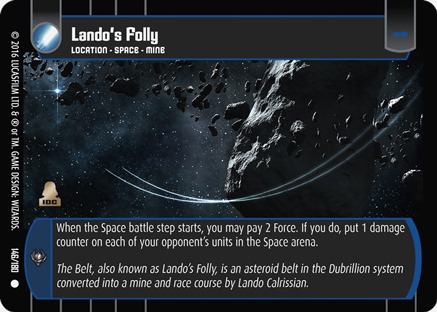 Lando's Folly
LOCATION - SPACE - MINE
© 2016 LUCASFILM LTD. & ® or TM. GAME DESIGN: WIZARDS.
146/180
IDC
When the Space battle step starts, you may pay 2 Force. If you do, put 1 damage
counter on each of your opponent's units in the Space arena.
The Belt, also known as Lando's Folly, is an asteroid belt in the Dubrillion system
converted into a mine and race course by Lando Calrissian.